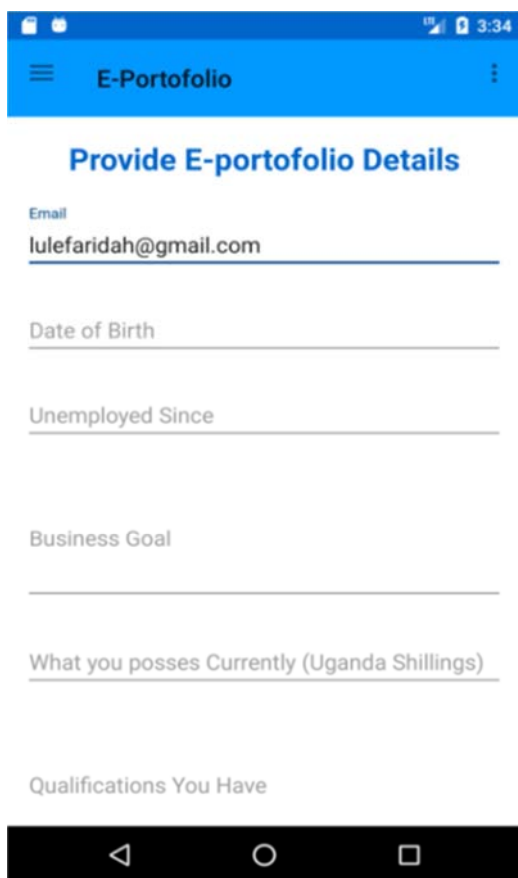 LTE 3:34
E-Portofolio
Provide E-portofolio Details
Email
lulefaridah@gmail.com
Date of Birth
Unemployed Since
Business Goal
What you posses Currently (Uganda Shillings)
Qualifications You Have